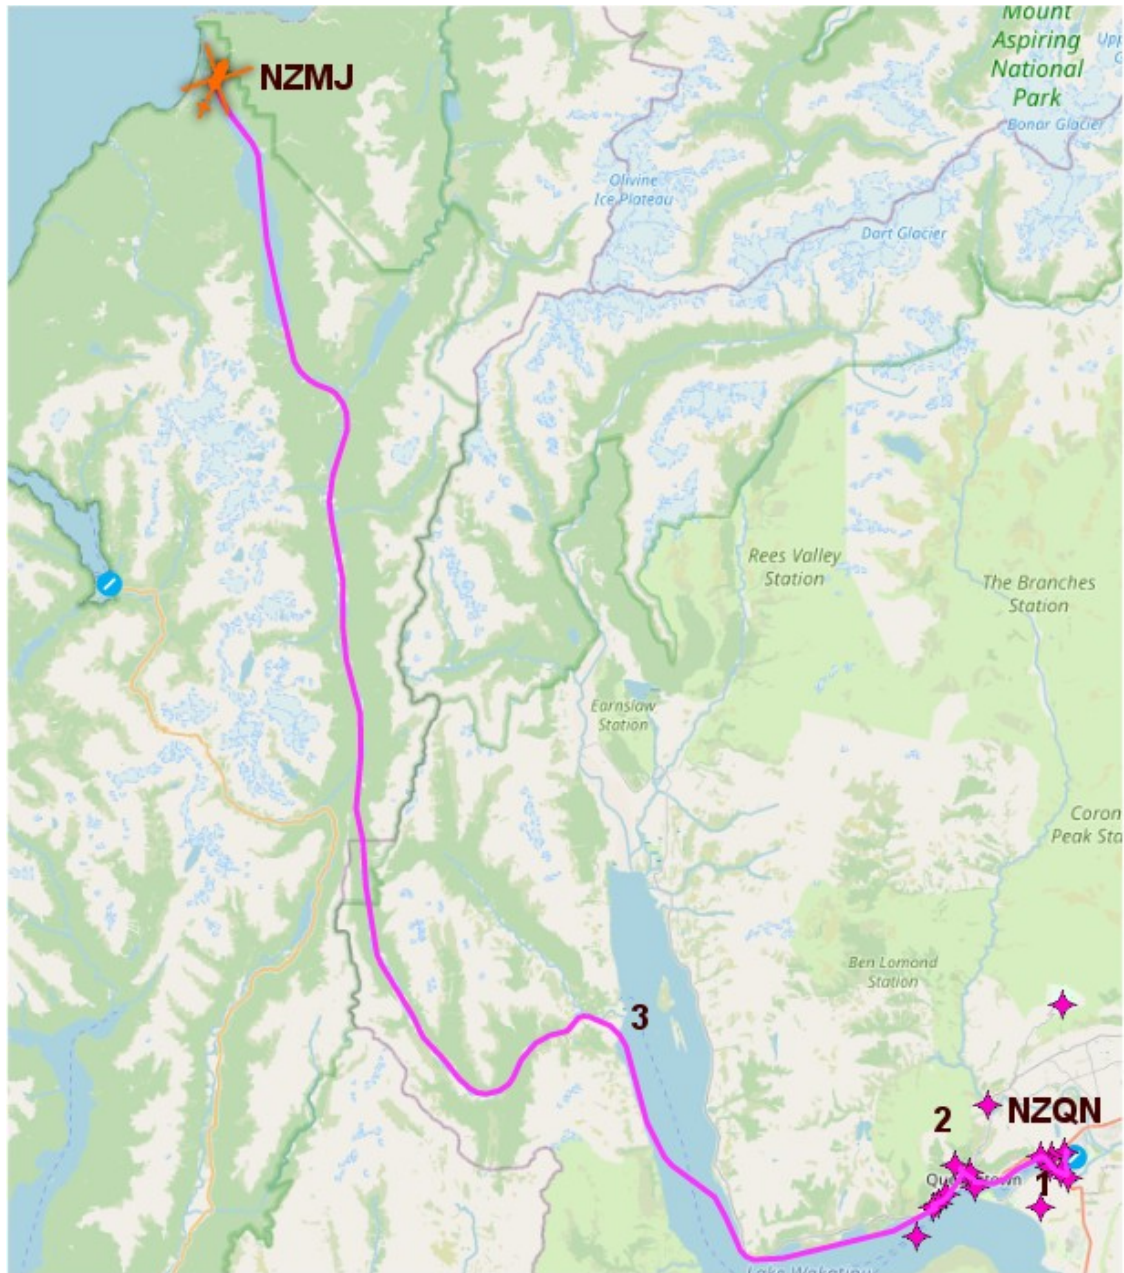 Mount
Aspiring
National
Park
Bonar Glacier
NZMJ
Olivine
Ice Plateau
Dart Glacier
Rees Valley
Station
The Branches
Station
Earnslaw
Station
Coron
Peak Sta
Ben Lomond
Station
3
2
NZQN
1
Lake Wakatipu